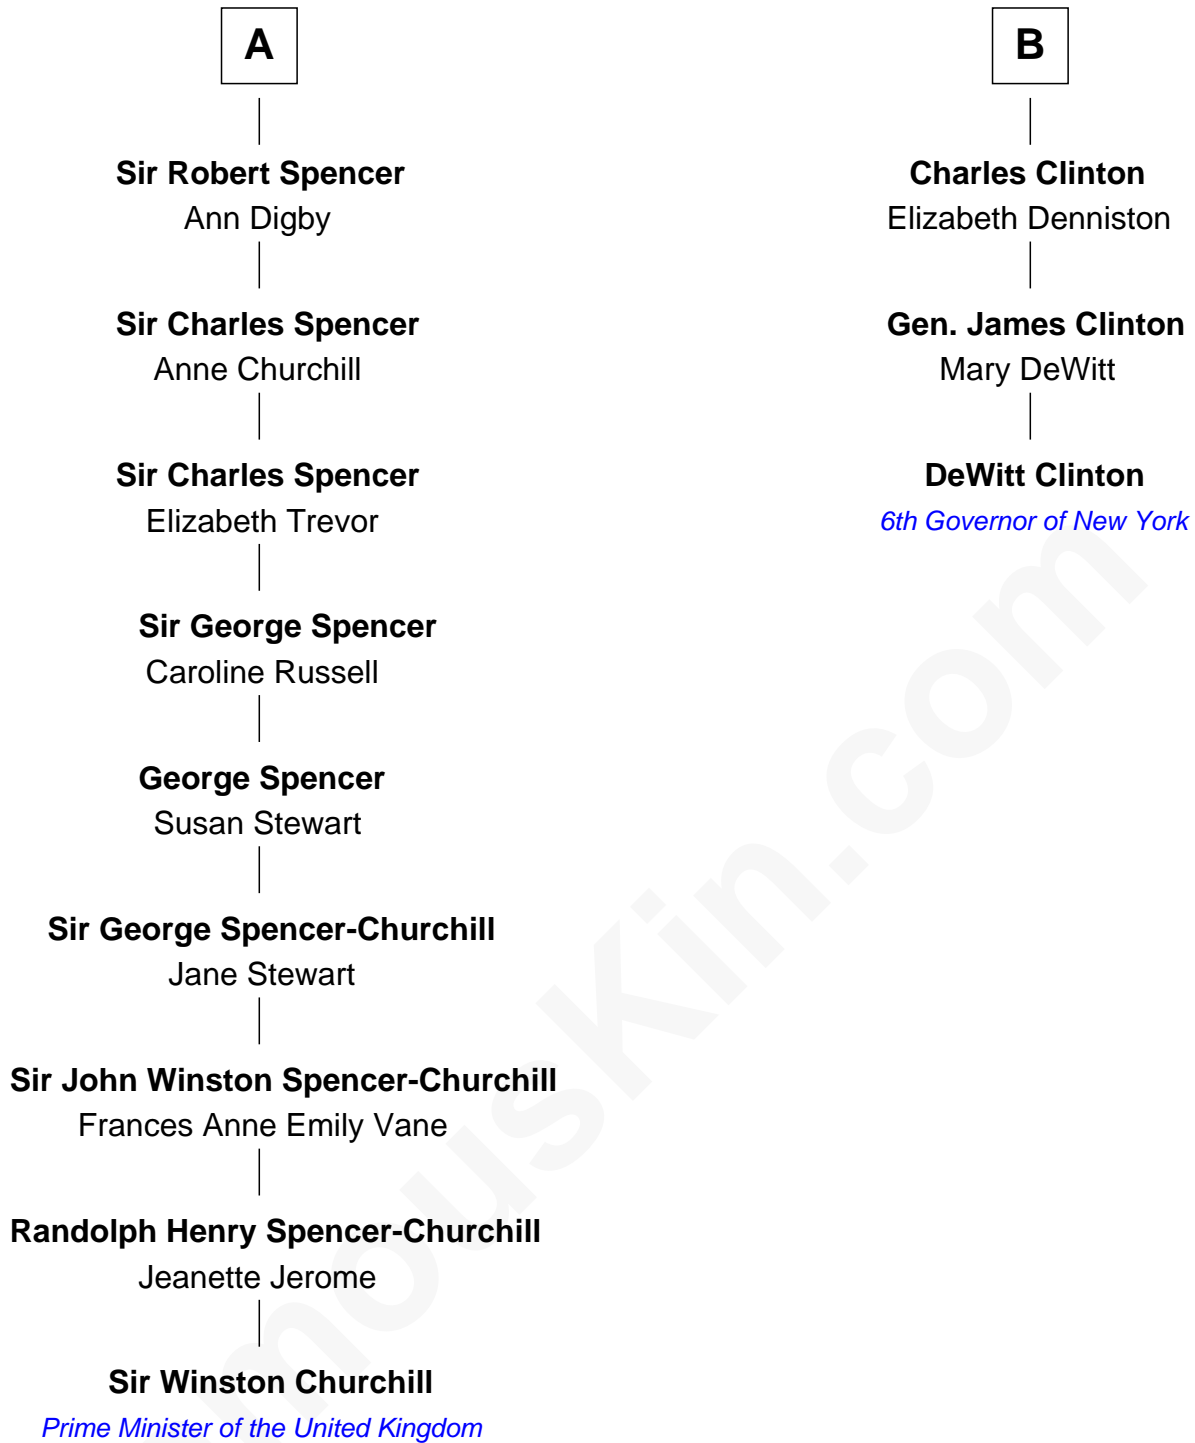 A
Sir Robert Spencer
Ann Digby
Sir Charles Spencer
Anne Churchill
Sir Charles Spencer
Elizabeth Trevor
Sir George Spencer
Caroline Russell
George Spencer
Susan Stewart
Sir George Spencer-Churchill
Jane Stewart
Sir John Winston Spencer-Churchill
Frances Anne Emily Vane
Randolph Henry Spencer-Churchill
Jeanette Jerome
Sir Winston Churchill
Prime Minister of the United Kingdom
B
Charles Clinton
Elizabeth Denniston
Gen. James Clinton
Mary DeWitt
DeWitt Clinton
6th Governor of New York
mousKin.com